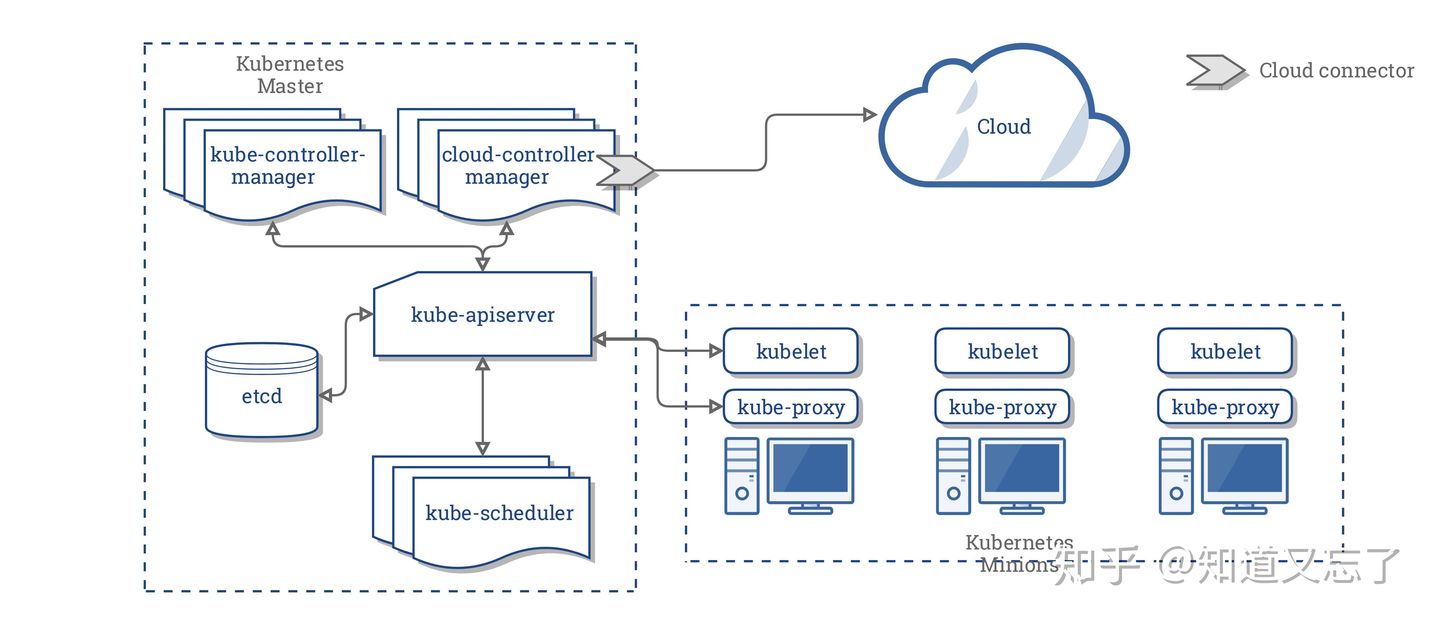 Kubernetes
Master
kube-controller-
manager
cloud-controller
manager
Cloud
Cloud connector
kube-apiserver
etcd
kube-scheduler
kubelet
kubelet
kubelet
kube-proxy
kube-proxy
kube-proxy
Kubernetes
Minions
知乎 @知道又忘了